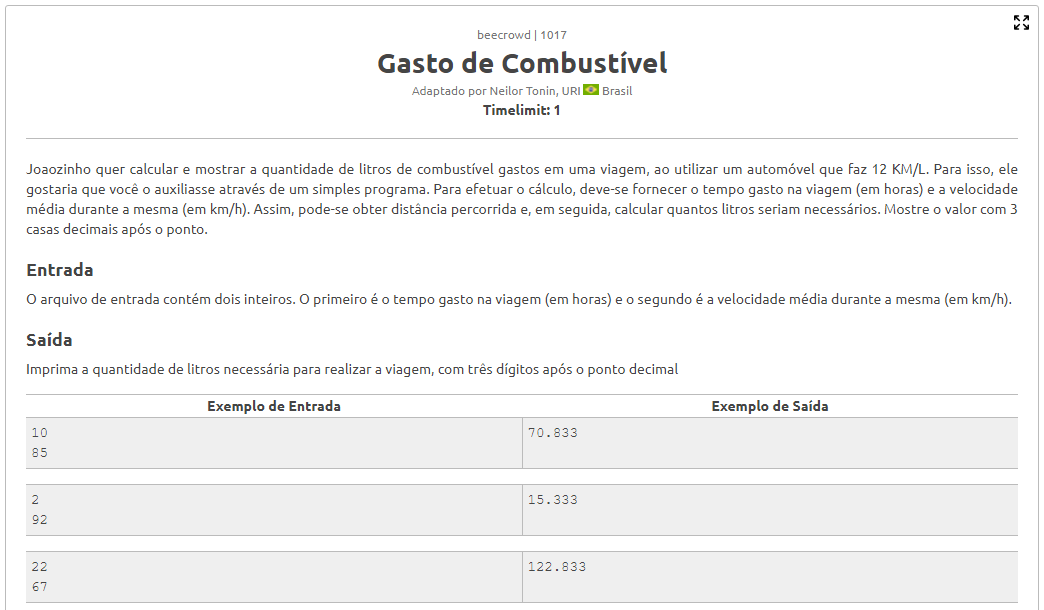 beecrowd | 1017
Gasto de Combustível
Adaptado por Neilor Tonin, URI Brasil
Timelimit: 1
Joaozinho quer calcular e mostrar a quantidade de litros de combustível gastos em uma viagem, ao utilizar um automóvel que faz 12 KM/L. Para isso, ele
gostaria que você o auxiliasse através de um simples programa. Para efetuar o cálculo, deve-se fornecer o tempo gasto na viagem (em horas) e a velocidade
média durante a mesma (em km/h). Assim, pode-se obter distância percorrida e, em seguida, calcular quantos litros seriam necessários. Mostre o valor com 3
casas decimais após o ponto.
Entrada
O arquivo de entrada contém dois inteiros. O primeiro é o tempo gasto na viagem (em horas) e o segundo é a velocidade média durante a mesma (em km/h).
Saída
Imprima a quantidade de litros necessária para realizar a viagem, com três dígitos após o ponto decimal
Exemplo de Entrada Exemplo de Saída
10 70.833
85
2 15.333
92
22 122.833
67